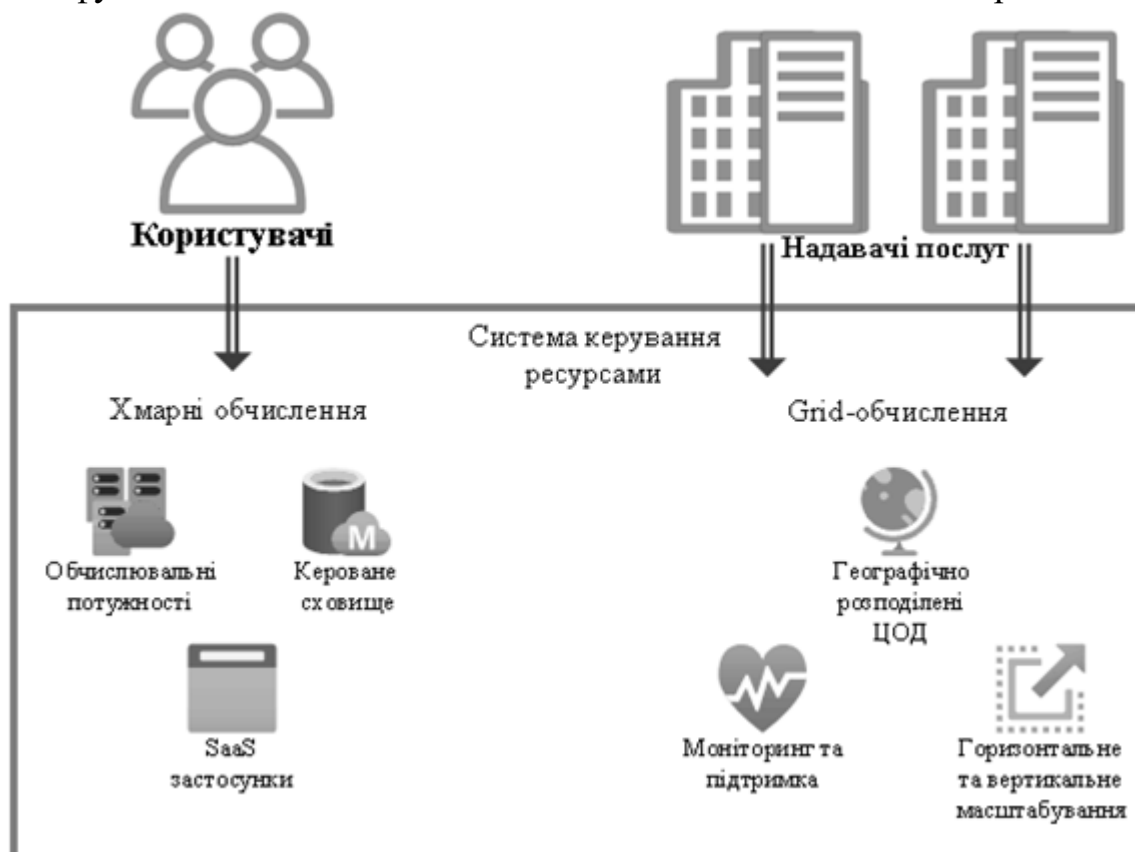 Користувачі
Надавачі послуг
Система керування
ресурсами
Хмарні обчислення
Grid-обчислення
Обчислювальні
потужності
Кероване
сховище
M
SaaS
застосунки
Географічно
розподілені
ЦОД
Моніторинг та
підтримка
Горизонтальне
та вертикальне
масштабування